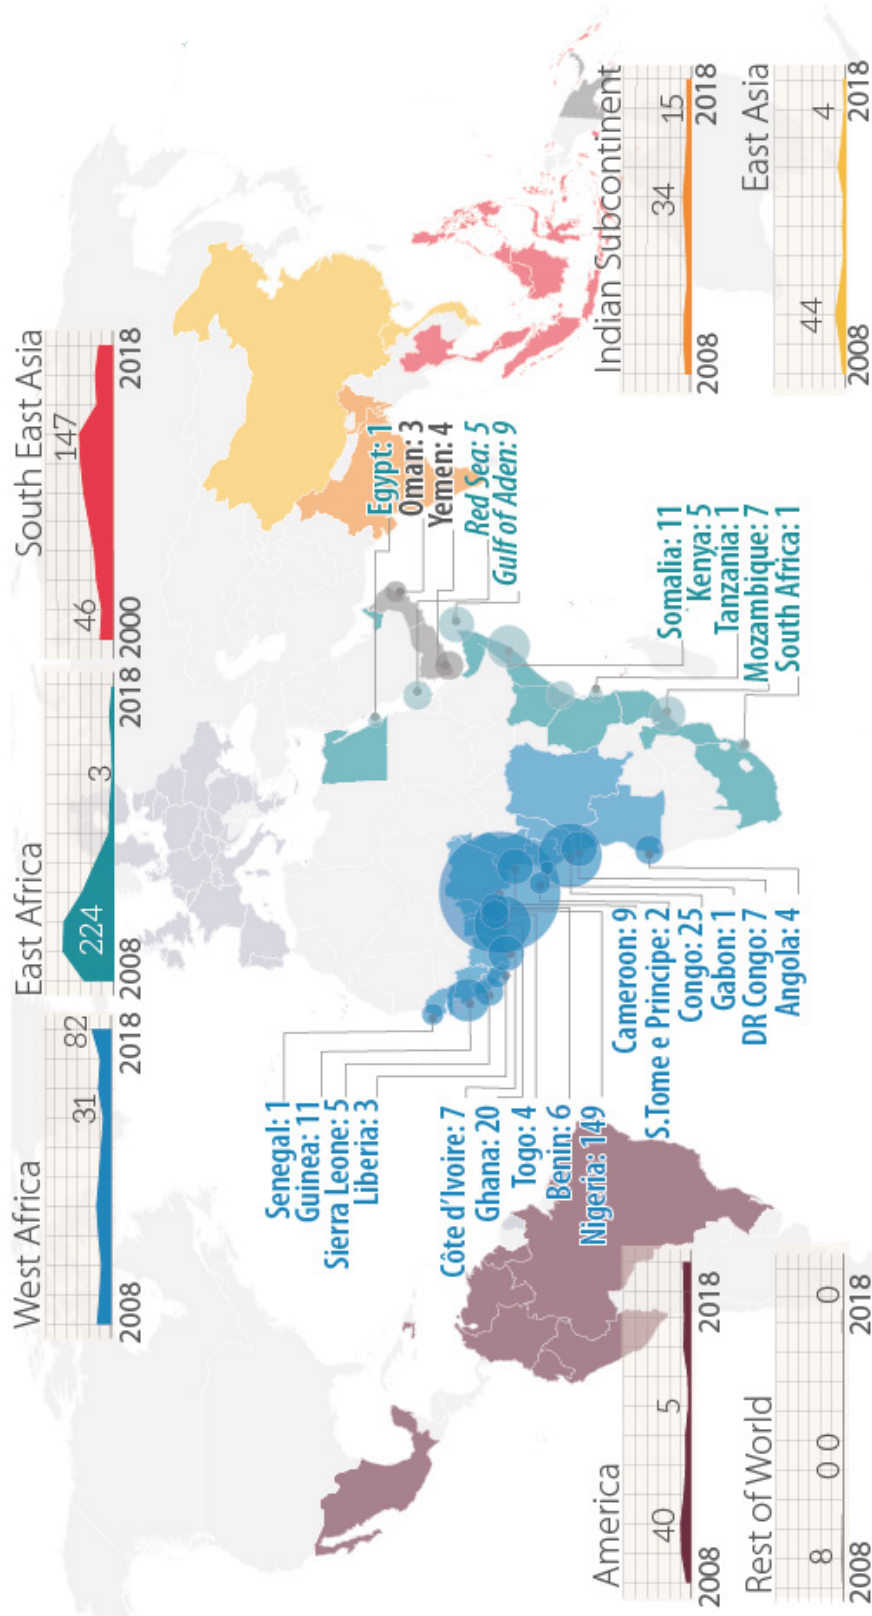 West Africa
31
82
2008
2018
East Africa
224
3
2008
2018
South East Asia
46
147
2000
2018
Senegal: 1
Guinea: 11
Sierra Leone: 5
Liberia: 3
Côte d'Ivoire: 7
Ghana: 20
Togo: 4
Benin: 6
Nigeria: 149
Cameroon: 9
S.Tome e Principe: 2
Congo: 25
Gabon: 1
DR Congo: 7
Angola: 4
Egypt: 1
Oman: 3
Yemen: 4
Red Sea: 5
Gulf of Aden: 9
Somalia: 11
Kenya: 5
Tanzania: 1
Mozambique: 7
South Africa: 1
America
40
5
2008
2018
Rest of World
8
0
0
0
2018
Indian Subcontinent
34
15
2008
2018
East Asia
44
4
2008
2018